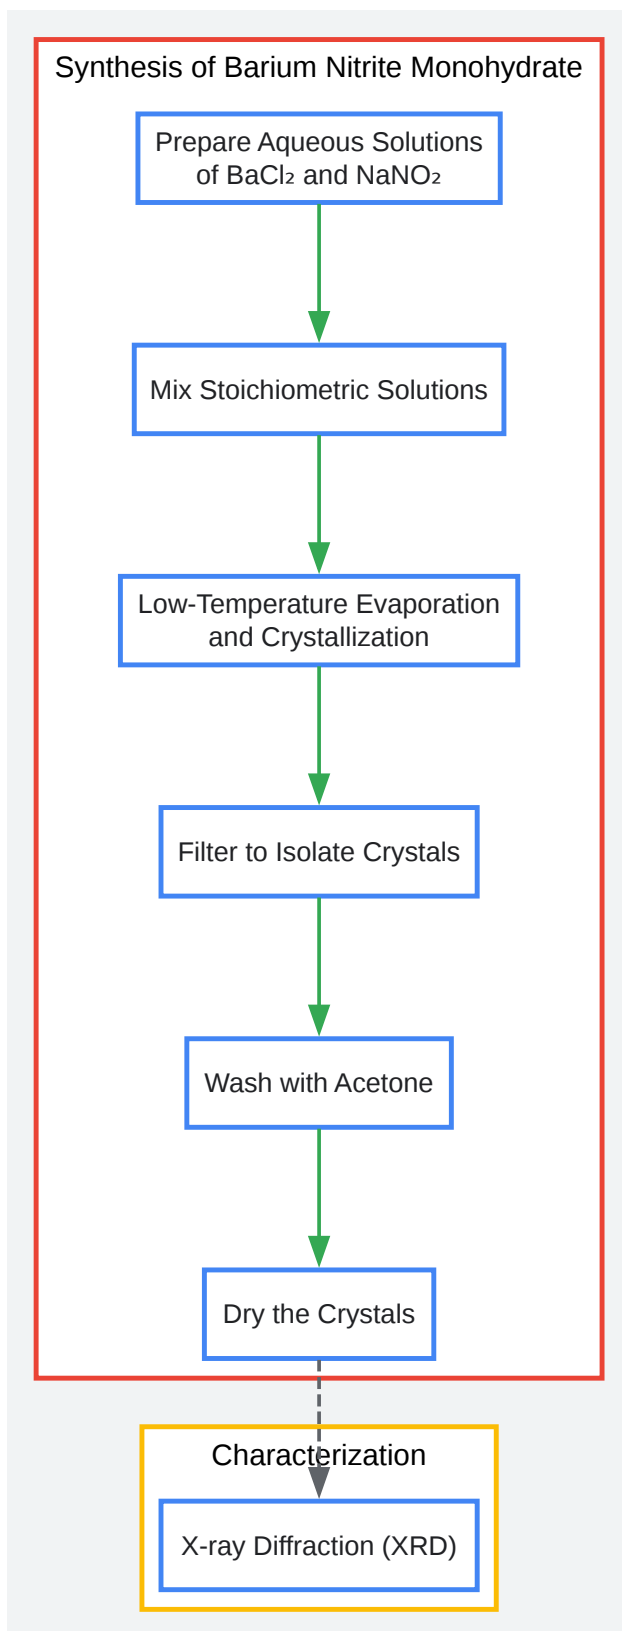 Synthesis of Barium Nitrite Monohydrate
Prepare Aqueous Solutions
of BaCl₂ and NaNO₂
Mix Stoichiometric Solutions
Low-Temperature Evaporation
and Crystallization
Filter to Isolate Crystals
Wash with Acetone
Dry the Crystals
Characterization
X-ray Diffraction (XRD)